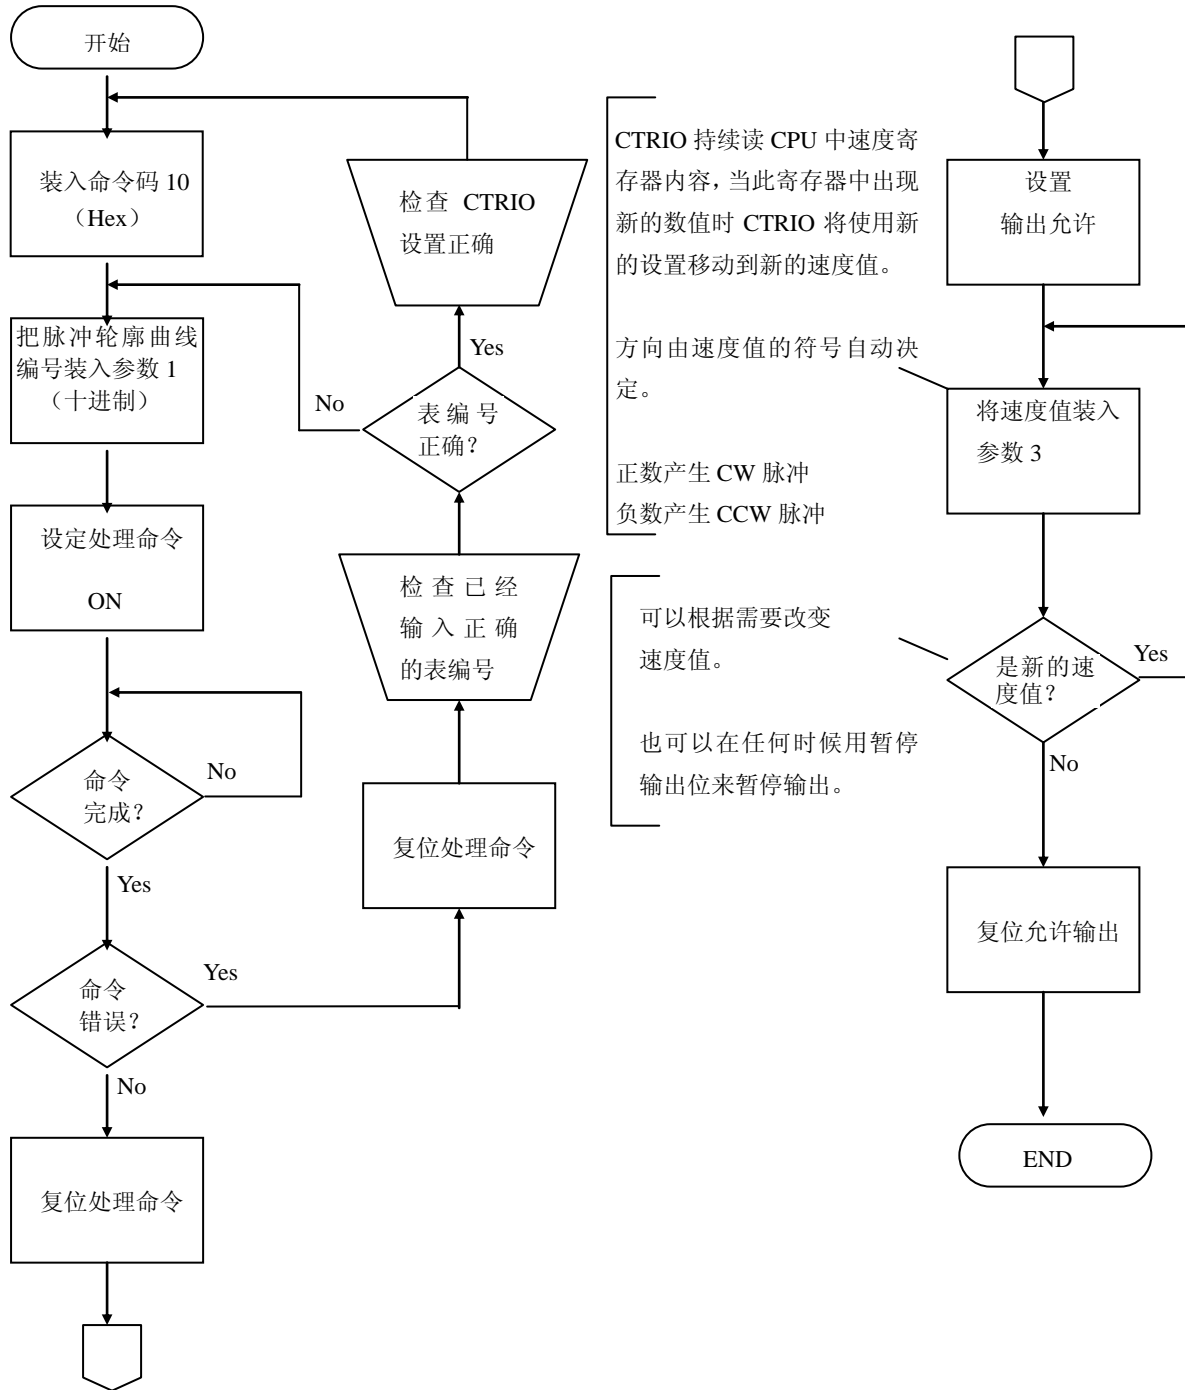 开始
装入命令码 10
（Hex）
把脉冲轮廓曲线
编号装入参数 1
（十进制）
设定处理命令
ON
命令
完成？
No
Yes
命令
错误？
Yes
No
复位处理命令
检查 CTRIO
设置正确
Yes
No
表编号
正确？
检查已经
输入正确
的表编号
复位处理命令
CTRIO 持续读 CPU 中速度寄
存器内容，当此寄存器中出现
新的数值时 CTRIO 将使用新
的设置移动到新的速度值。
方向由速度值的符号自动决
定。
正数产生 CW 脉冲
负数产生 CCW 脉冲
可以根据需要改变
速度值。
也可以在任何时候用暂停
输出位来暂停输出。
设置
输出允许
将速度值装入
参数 3
是新的速
度值？
Yes
No
复位允许输出
END